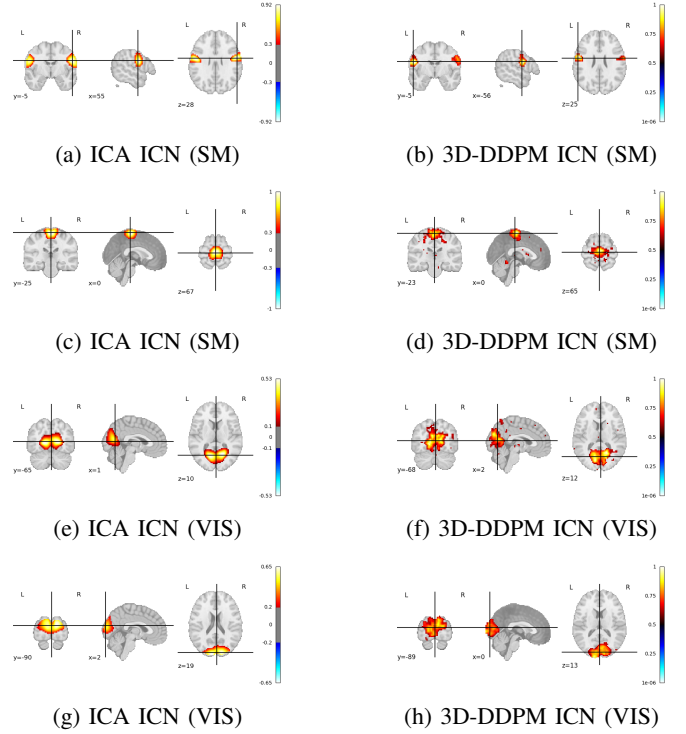 L R L R
0.92
0.3
0
-0.3
-0.92
y=-5 x=55 z=28
L R L R
1
0.75
0.5
0.25
1e-06
y=-5 x=-56 z=25
(a) ICA ICN (SM)
(b) 3D-DDPM ICN (SM)
L R L R
1
0.3
0
-0.3
-1
y=-25 x=0 z=67
L R L R
1
0.75
0.5
0.25
1e-06
y=-23 x=0 z=65
(c) ICA ICN (SM)
(d) 3D-DDPM ICN (SM)
L R L R
0.53
0.1
0
-0.1
-0.53
y=-65 x=1 z=10
L R L R
1
0.75
0.5
0.25
1e-06
y=-68 x=2 z=12
(e) ICA ICN (VIS)
(f) 3D-DDPM ICN (VIS)
L R L R
0.65
0.2
0
-0.2
-0.65
y=-90 x=2 z=19
L R L R
1
0.75
0.5
0.25
1e-06
y=-89 x=0 z=13
(g) ICA ICN (VIS)
(h) 3D-DDPM ICN (VIS)